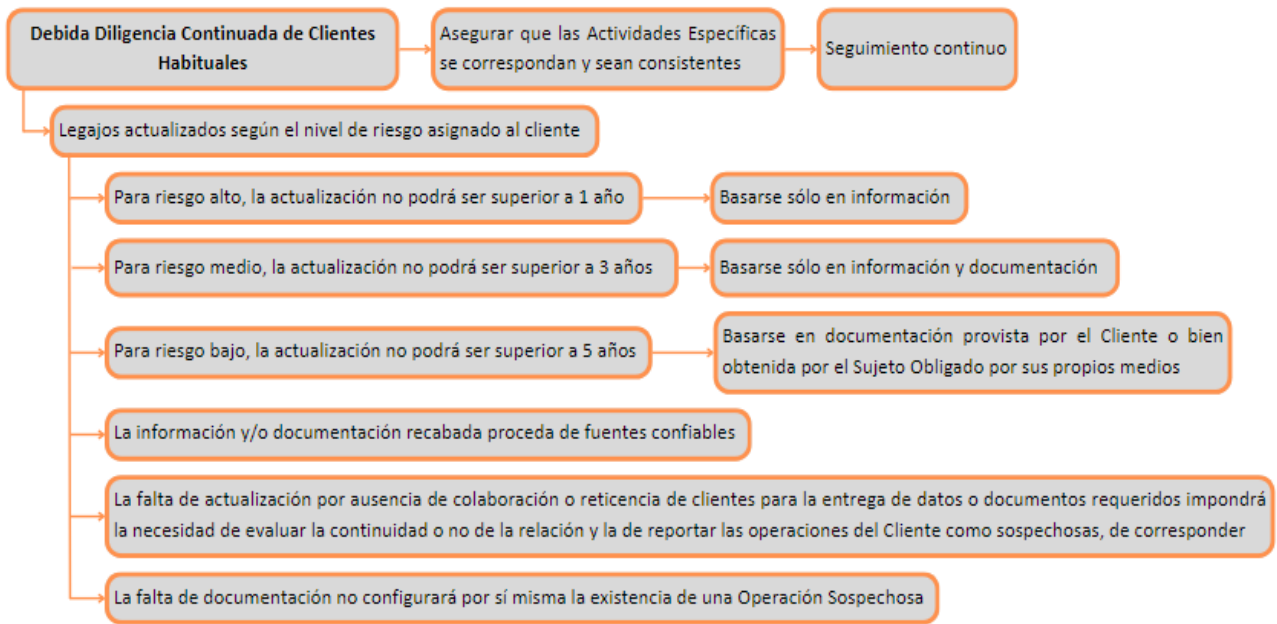 Debida Diligencia Continuada de Clientes
Habituales
Asegurar que las Actividades Específicas
se correspondan y sean consistentes
Seguimiento continuo
Legajos actualizados según el nivel de riesgo asignado al cliente
Para riesgo alto, la actualización no podrá ser superior a 1 año
Basarse sólo en información
Para riesgo medio, la actualización no podrá ser superior a 3 años
Basarse sólo en información y documentación
Para riesgo bajo, la actualización no podrá ser superior a 5 años
Basarse en documentación provista por el Cliente o bien
obtenida por el Sujeto Obligado por sus propios medios
La información y/o documentación recabada proceda de fuentes confiables
La falta de actualización por ausencia de colaboración o reticencia de clientes para la entrega de datos o documentos requeridos impondrá
la necesidad de evaluar la continuidad o no de la relación y la de reportar las operaciones del Cliente como sospechosas, de corresponder
La falta de documentación no configurará por sí misma la existencia de una Operación Sospechosa